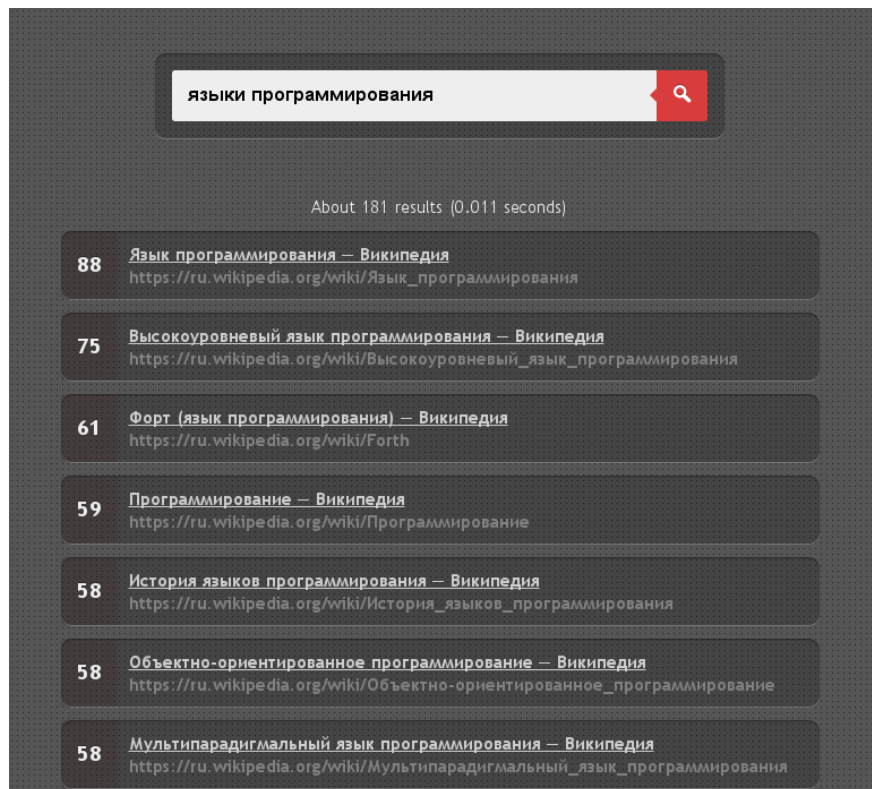 языки программирования
About 181 results (0.011 seconds)
88
Язык программирования — Википедия
https://ru.wikipedia.org/wiki/Язык_программирования
75
Высокоуровневый язык программирования — Википедия
https://ru.wikipedia.org/wiki/Высокоуровневый_язык_программирования
61
Форт (язык программирования) — Википедия
https://ru.wikipedia.org/wiki/Forth
59
Программирование — Википедия
https://ru.wikipedia.org/wiki/Программирование
58
История языков программирования — Википедия
https://ru.wikipedia.org/wiki/История_языков_программирования
58
Объектно-ориентированное программирование — Википедия
https://ru.wikipedia.org/wiki/Объектно-ориентированное_программирование
58
Мультипарадигмальный язык программирования — Википедия
https://ru.wikipedia.org/wiki/Мультипарадигмальный_язык_программирования